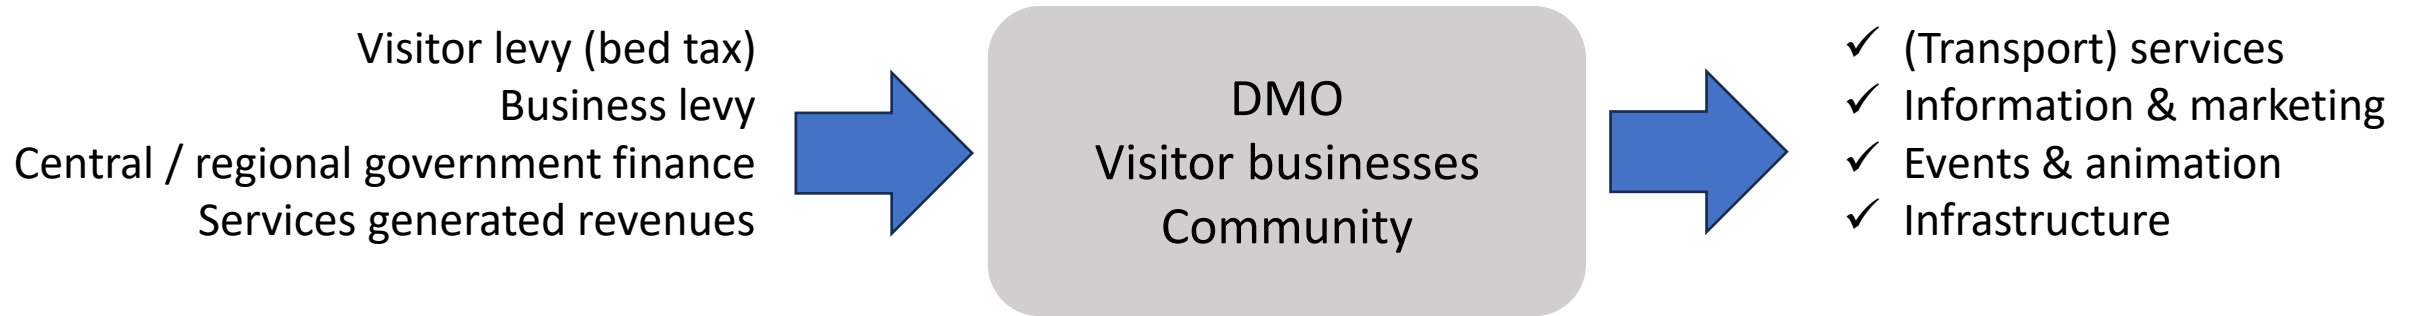 Visitor levy (bed tax)
Business levy
Central / regional government finance
Services generated revenues
DMO
Visitor businesses
Community
✓ (Transport) services
✓ Information & marketing
✓ Events & animation
✓ Infrastructure